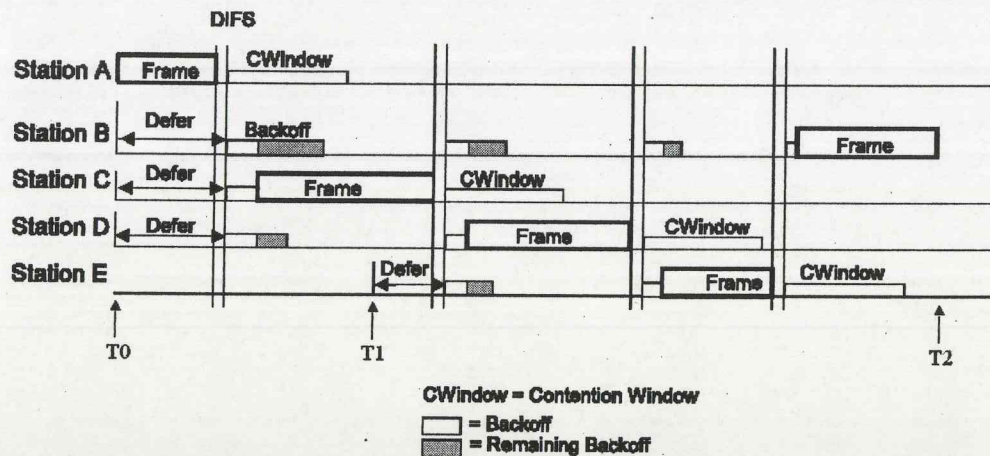 DIFS
Station A
Frame
CWindow
Station B
Defer
Backoff
Frame
Station C
Defer
Frame
CWindow
Station D
Defer
Frame
CWindow
Station E
Defer
Frame
CWindow
T0
T1
T2
CWindow = Contention Window
= Backoff
= Remaining Backoff